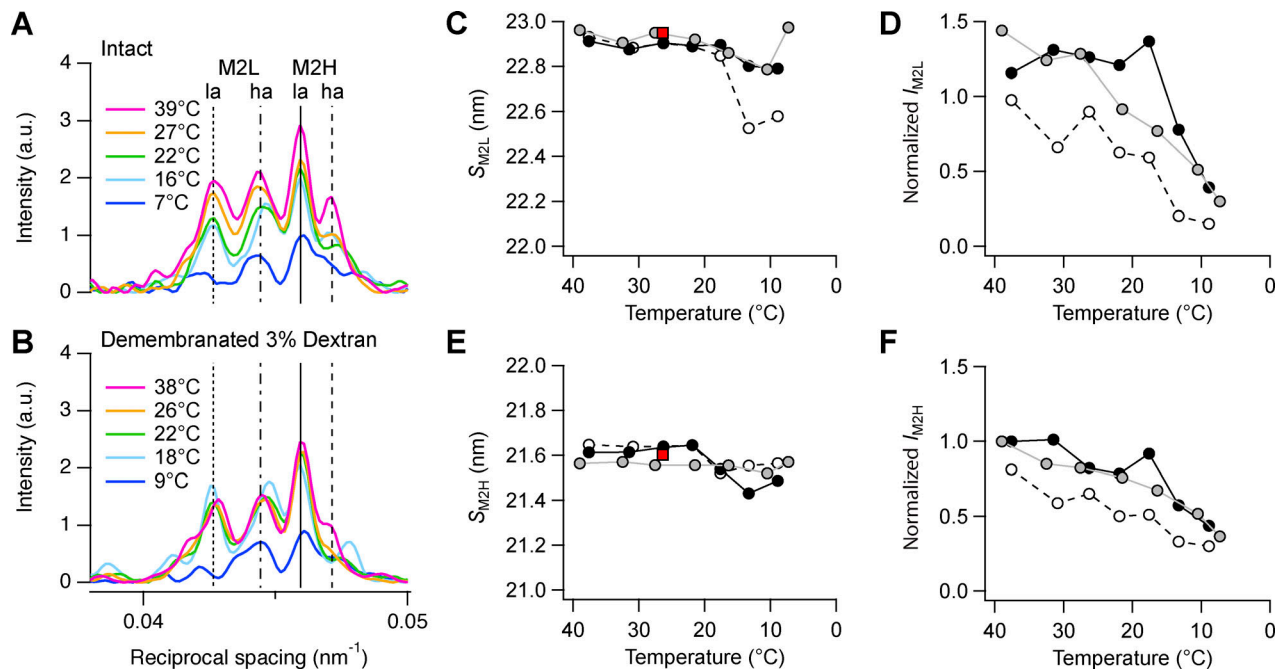 A
Intact
M2L M2H
la ha la ha
39°C
27°C
22°C
16°C
7°C
4
3
2
1
0
Intensity (a.u.)
B
Demembranated 3% Dextran
38°C
26°C
22°C
18°C
9°C
4
3
2
1
0
Intensity (a.u.)
0.04 0.05
Reciprocal spacing (nm-1)
C
23.0
22.8
22.6
22.4
22.2
22.0
SM2L (nm)
40 30 20 10 0
Temperature (°C)
D
1.5
1.0
0.5
0.0
Normalized IM2L
40 30 20 10 0
Temperature (°C)
E
22.0
21.8
21.6
21.4
21.2
21.0
SM2H (nm)
40 30 20 10 0
Temperature (°C)
F
1.5
1.0
0.5
0.0
Normalized IM2H
40 30 20 10 0
Temperature (°C)